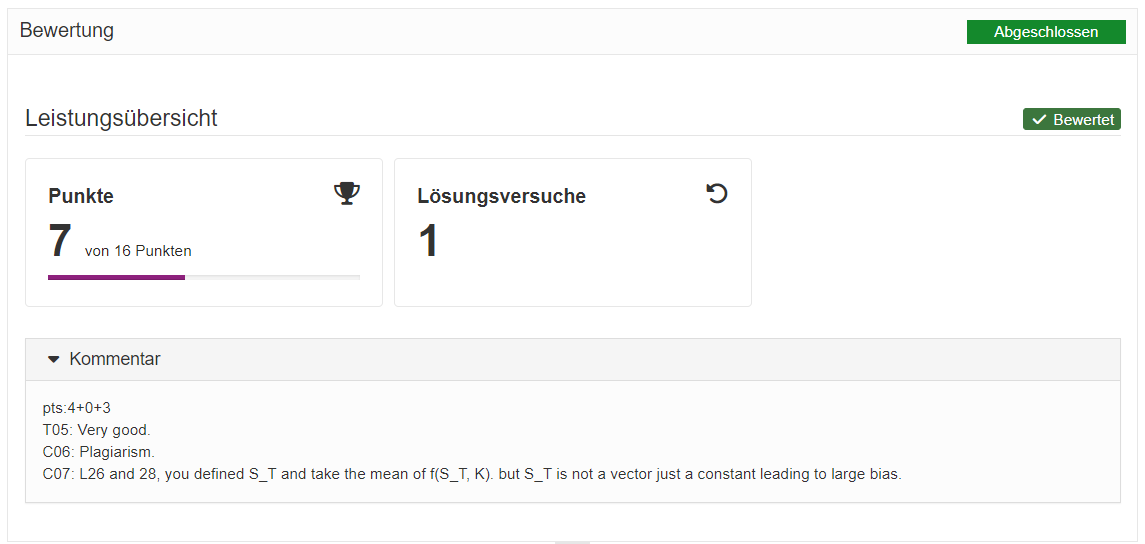 Bewertung
Abgeschlossen
Leistungsübersicht
Bewertet
Punkte
7 von 16 Punkten
Lösungsversuche
1
Kommentar
pts:4+0+3
T05: Very good.
C06: Plagiarism.
C07: L26 and 28, you defined S_T and take the mean of f(S_T, K). but S_T is not a vector just a constant leading to large bias.